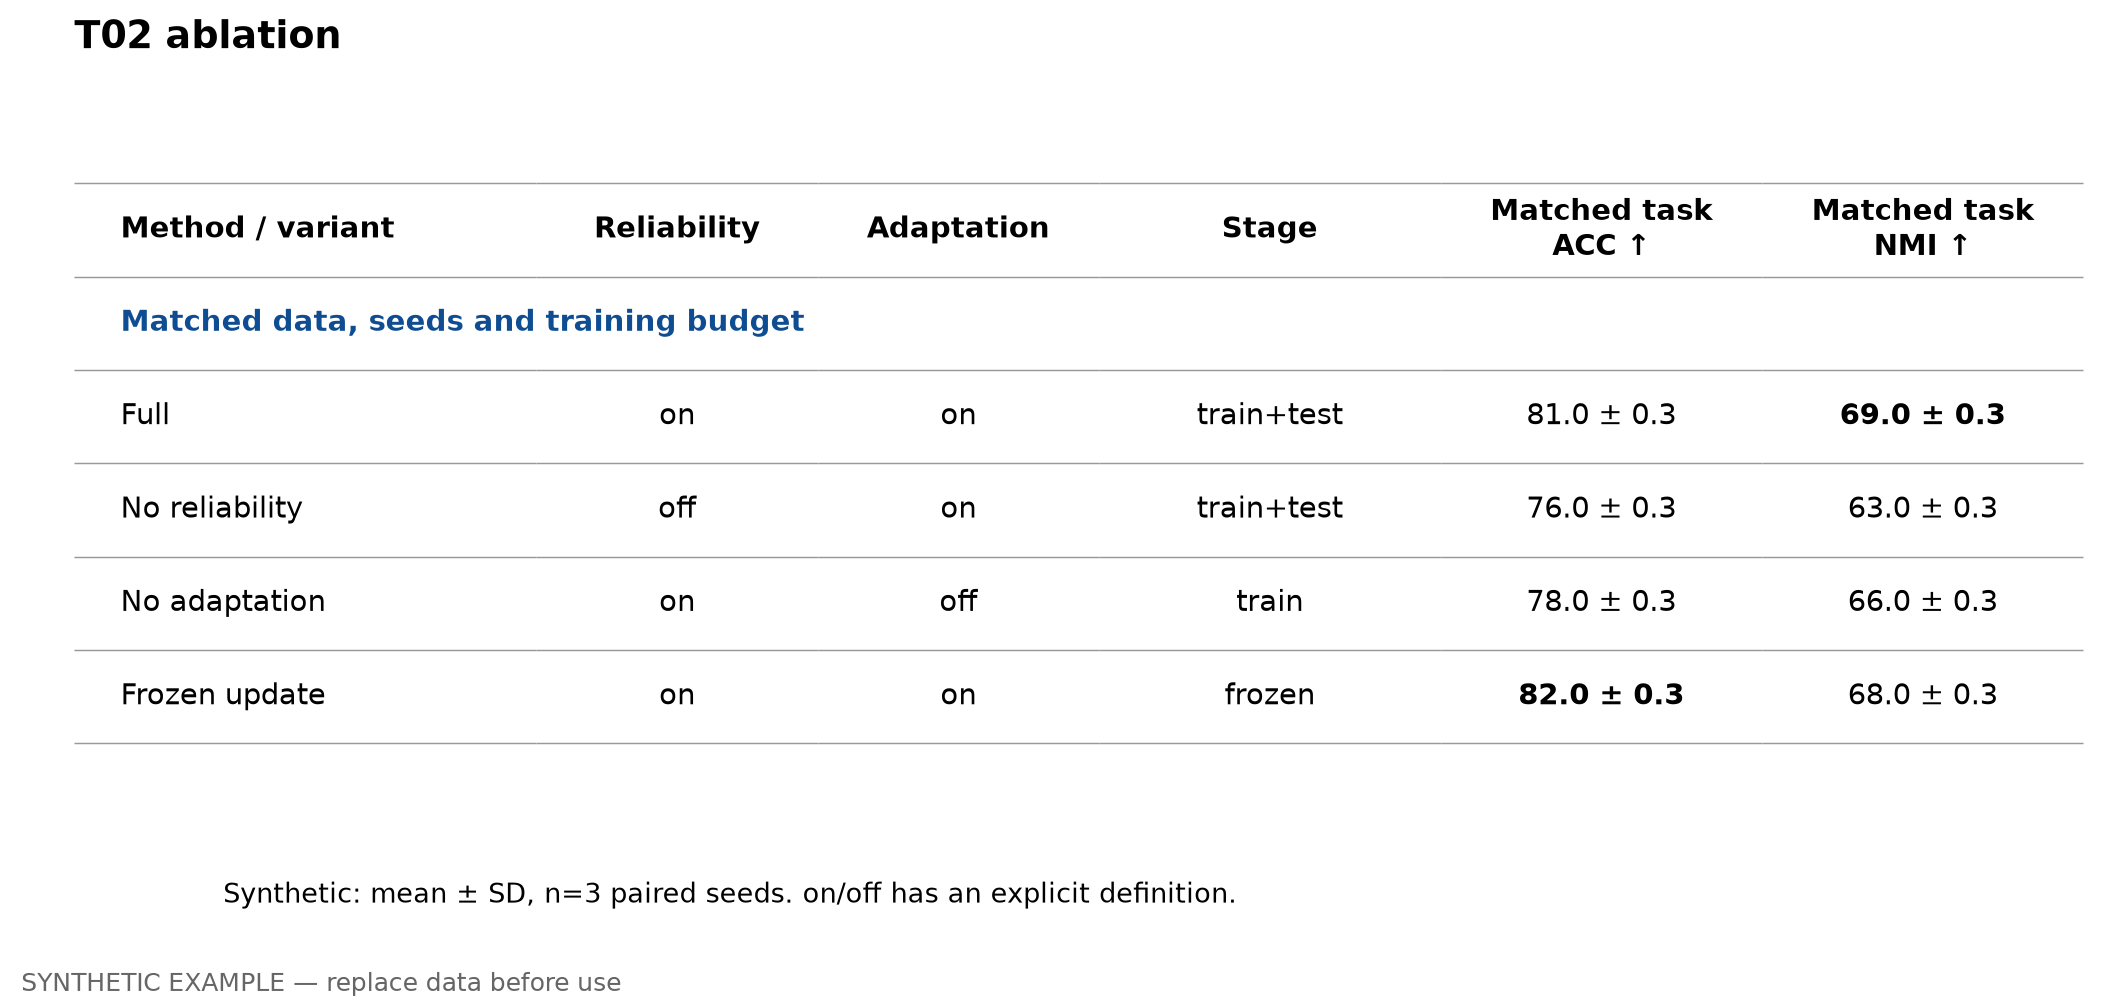 T02 ablation
Method / variant Reliability Adaptation Stage Matched task ACC ↑ Matched task NMI ↑
Matched data, seeds and training budget
Full on on train+test 81.0 ± 0.3 69.0 ± 0.3
No reliability off on train+test 76.0 ± 0.3 63.0 ± 0.3
No adaptation on off train 78.0 ± 0.3 66.0 ± 0.3
Frozen update on on frozen 82.0 ± 0.3 68.0 ± 0.3
Synthetic: mean ± SD, n=3 paired seeds. on/off has an explicit definition.
SYNTHETIC EXAMPLE — replace data before use